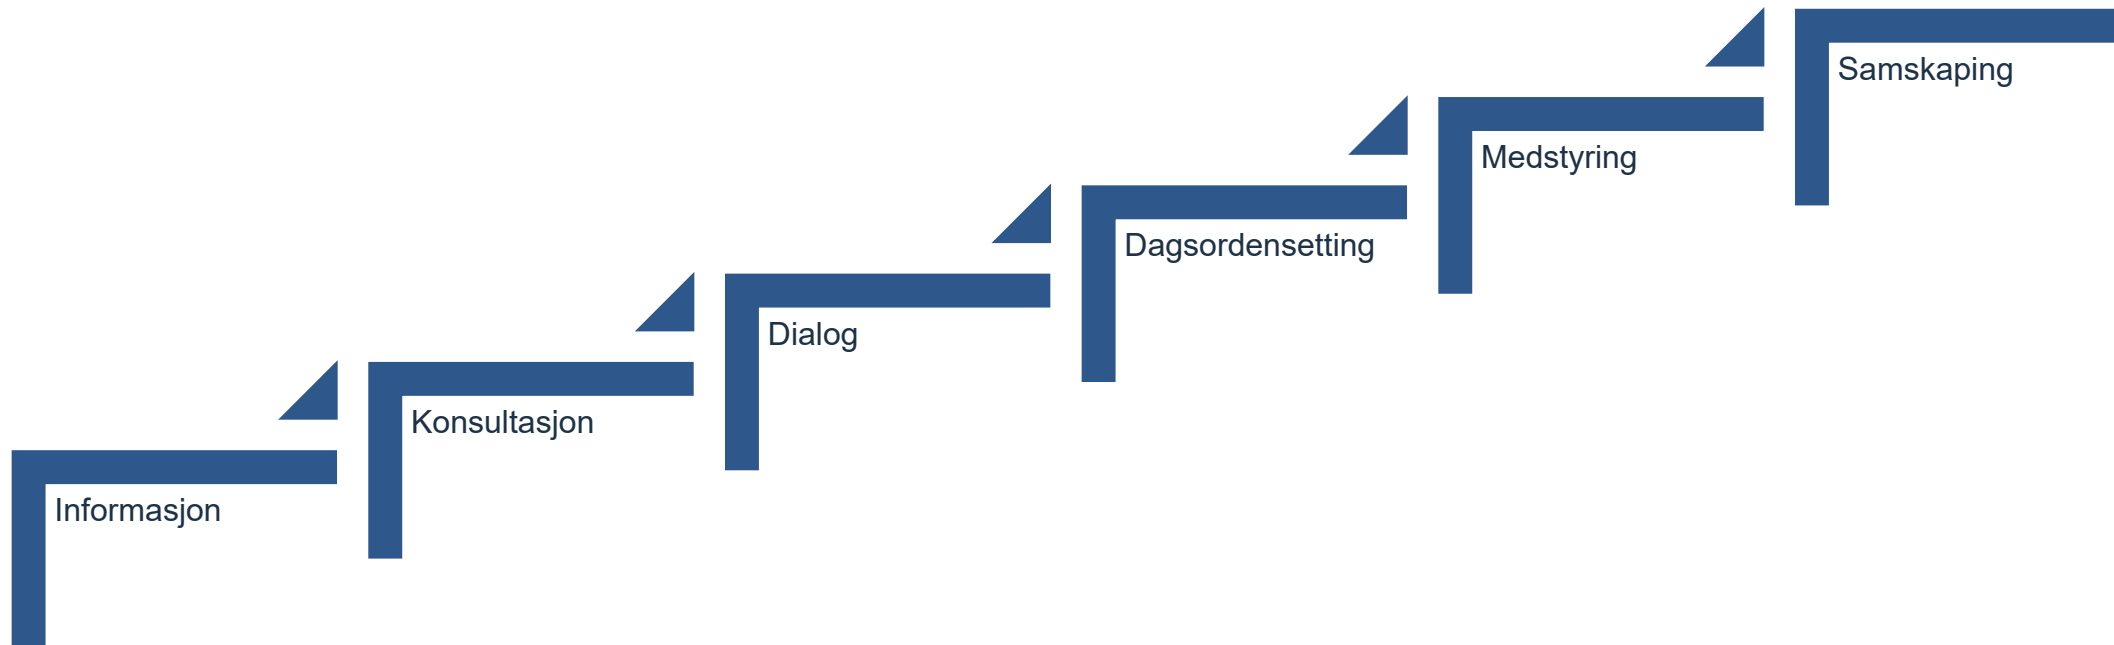 Samskaping
Medstyring
Dagsordensetting
Dialog
Konsultasjon
Informasjon